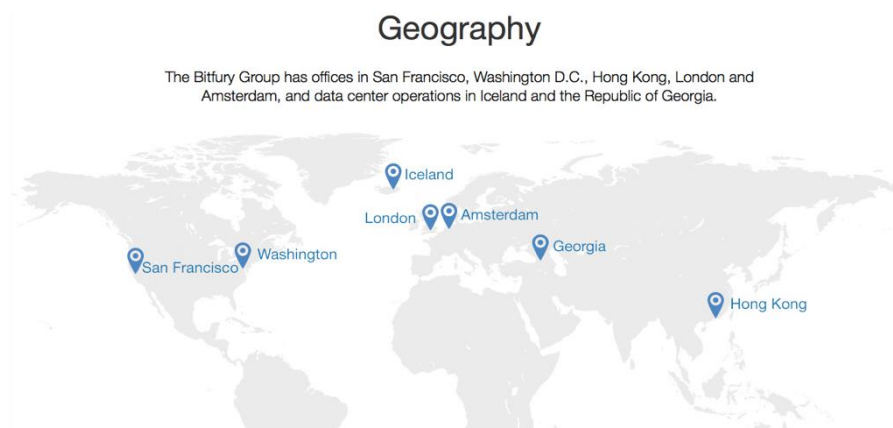 Geography
The Bitfury Group has offices in San Francisco, Washington D.C., Hong Kong, London and
Amsterdam, and data center operations in Iceland and the Republic of Georgia.
Iceland
London
Amsterdam
Washington
San Francisco
Georgia
Hong Kong